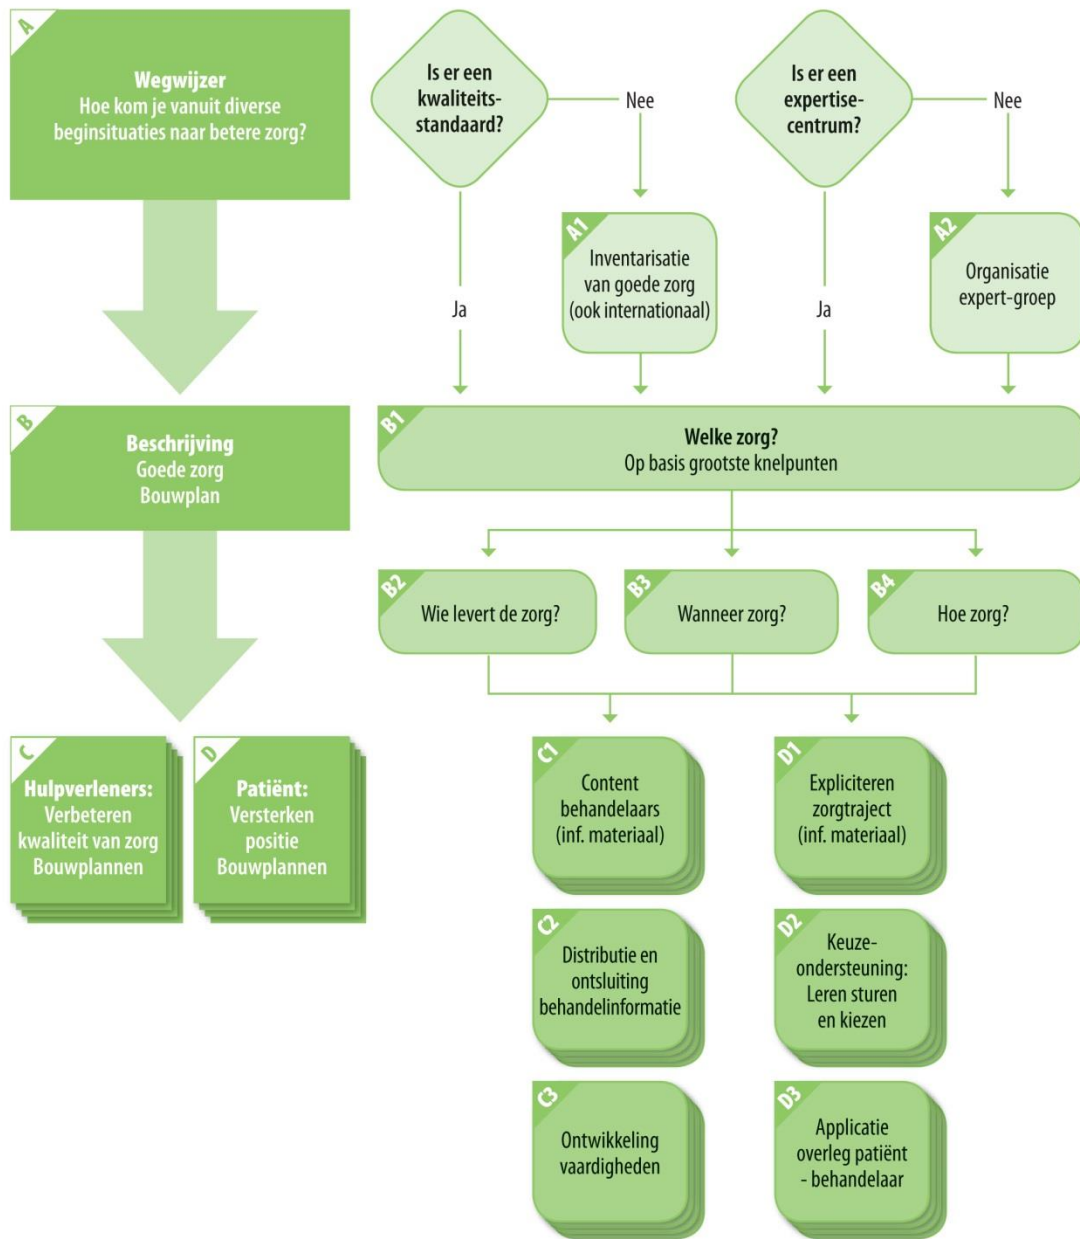 A
Wegwijzer
Hoe kom je vanuit diverse
beginsituaties naar betere zorg?
Is er een
kwaliteits-
standaard?
Nee
Ja
Is er een
expertise-
centrum?
Nee
Ja
A1
Inventarisatie
van goede zorg
(ook internationaal)
A2
Organisatie
expert-groep
B
Beschrijving
Goede zorg
Bouwplan
B1
Welke zorg?
Op basis grootste knelpunten
B2
Wie levert de zorg?
B3
Wanneer zorg?
B4
Hoe zorg?
C
Hulpverleners:
Verbeteren
kwaliteit van zorg
Bouwplannen
D
Patiënt:
Versterken
positie
Bouwplannen
C1
Content
behandelaars
(inf. materiaal)
D1
Expliciteren
zorgtraject
(inf. materiaal)
C2
Distributie en
ontsluiting
behandelinformatie
D2
Keuze-
ondersteuning:
Leren sturen
en kiezen
C3
Ontwikkeling
vaardigheden
D3
Applicatie
overleg patiënt
- behandelaar